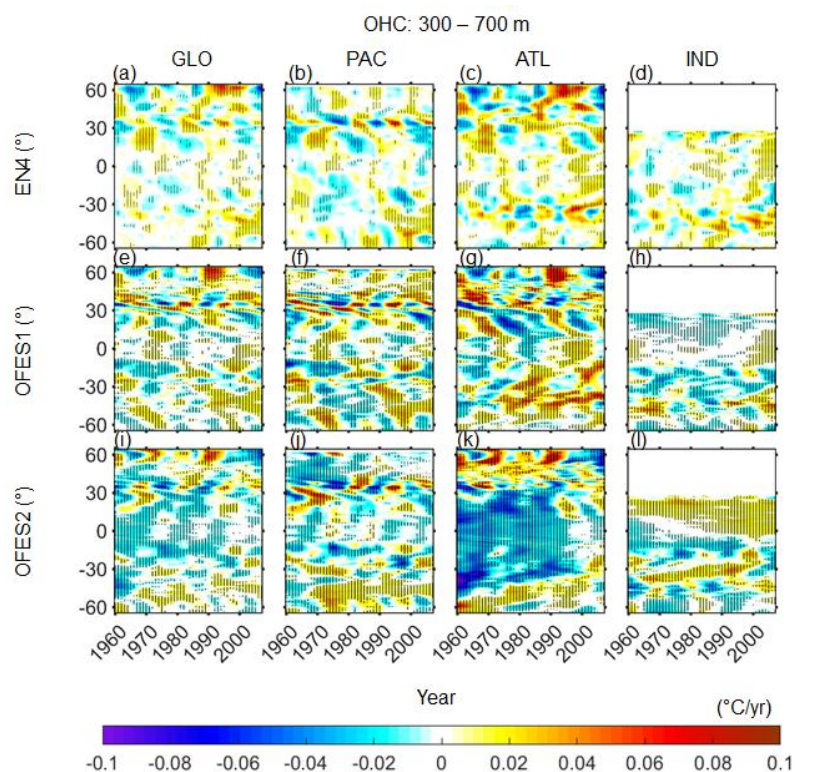 OHC: 300 – 700 m
GLO PAC ATL IND
(a) (b) (c) (d)
EN4 (°)
60
30
0
-30
-60
(e) (f) (g) (h)
OFES1 (°)
60
30
0
-30
-60
(i) (j) (k) (l)
OFES2 (°)
60
30
0
-30
-60
1960 1970 1980 1990 2000 1960 1970 1980 1990 2000 1960 1970 1980 1990 2000 1960 1970 1980 1990 2000
Year (°C/yr)
-0.1 -0.08 -0.06 -0.04 -0.02 0 0.02 0.04 0.06 0.08 0.1